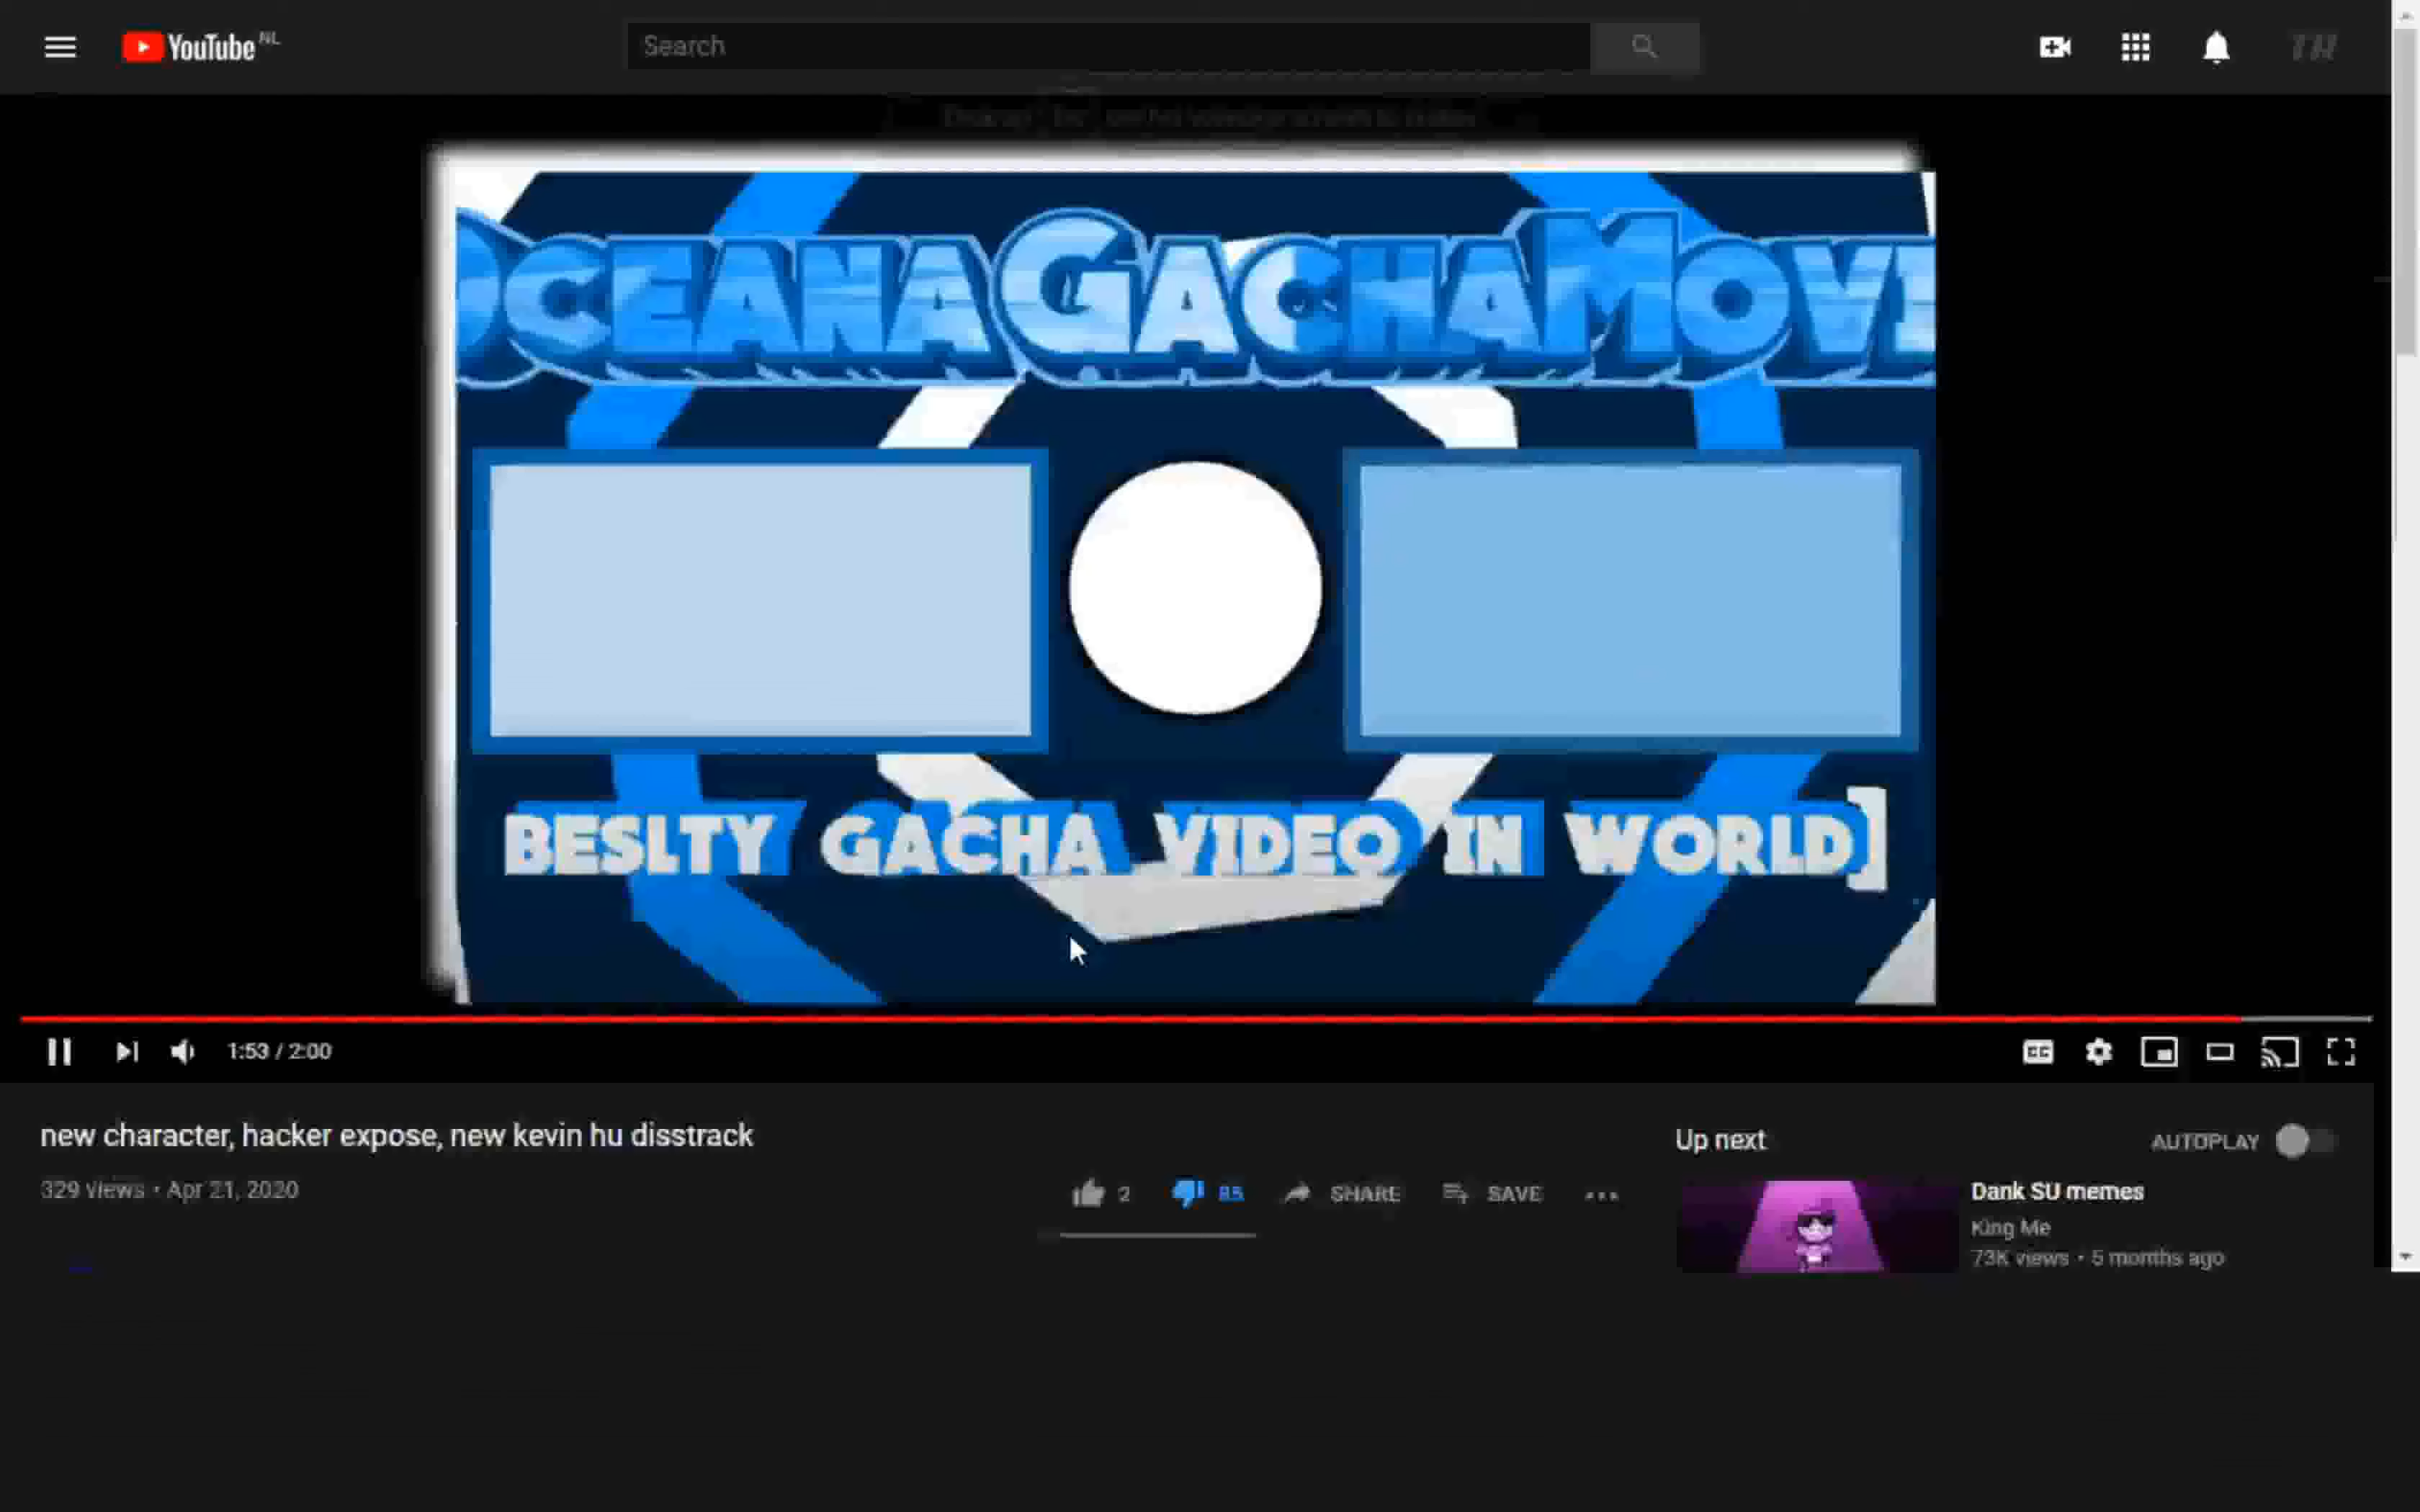 YouTube NL
Search
OCEANAGACHAMOVI
BESLTY GACHA VIDEO IN WORLD]
1:53 / 2:00
new character, hacker expose, new kevin hu disstrack
329 views • Apr 21, 2020
2
85
SHARE
SAVE
Up next
AUTOPLAY
Dank SU memes
King Me
73K views • 5 months ago